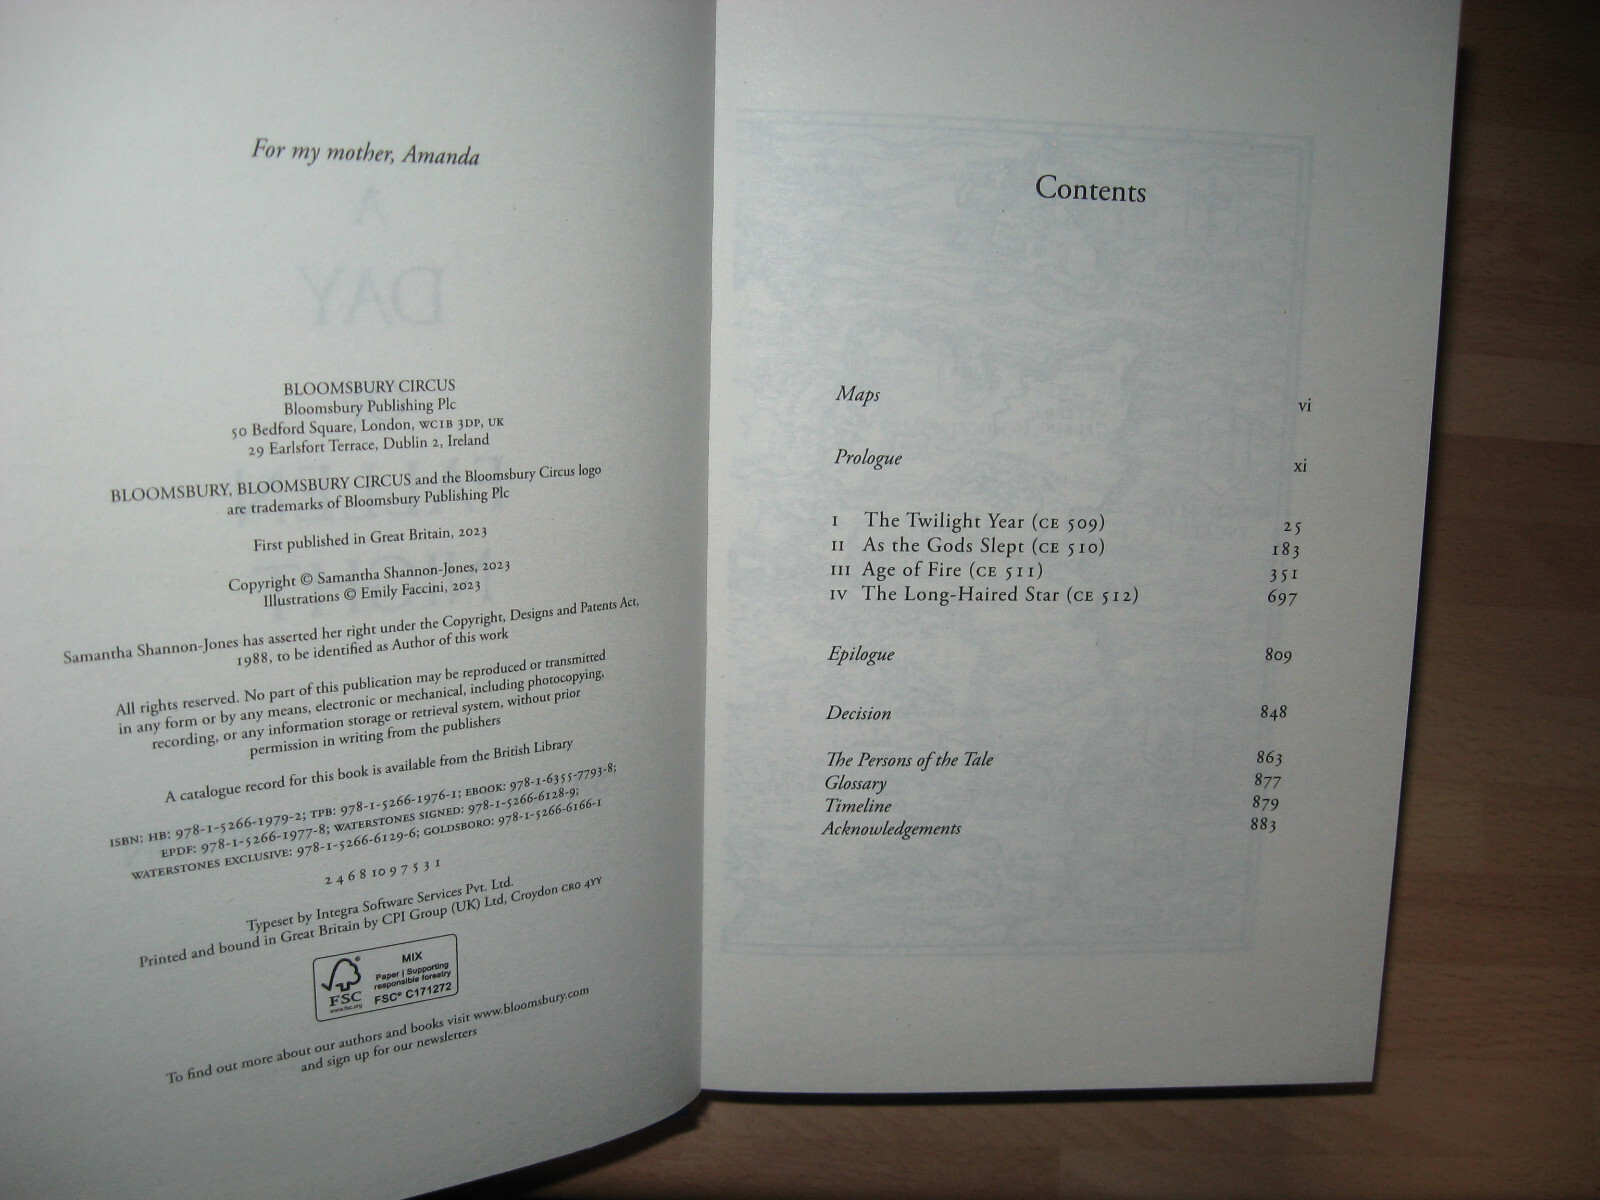 For my mother, Amanda
A
DAY
BLOOMSBURY CIRCUS
Bloomsbury Publishing Plc
50 Bedford Square, London, WC1B 3DP, UK
29 Earlsfort Terrace, Dublin 2, Ireland
BLOOMSBURY, BLOOMSBURY CIRCUS and the Bloomsbury Circus logo
are trademarks of Bloomsbury Publishing Plc
First published in Great Britain, 2023
Copyright © Samantha Shannon-Jones, 2023
Illustrations © Emily Faccini, 2023
Samantha Shannon-Jones has asserted her right under the Copyright, Designs and Patents Act,
1988, to be identified as Author of this work
All rights reserved. No part of this publication may be reproduced or transmitted
in any form or by any means, electronic or mechanical, including photocopying,
recording, or any information storage or retrieval system, without prior
permission in writing from the publishers
A catalogue record for this book is available from the British Library
ISBN: HB: 978-1-5266-1979-2; TPB: 978-1-5266-1976-1; EBOOK: 978-1-6355-7793-8;
EPDF: 978-1-5266-1977-8; WATERSTONES SIGNED: 978-1-5266-6128-9;
WATERSTONES EXCLUSIVE: 978-1-5266-6129-6; GOLDSBORO: 978-1-5266-6166-1
2 4 6 8 10 9 7 5 3 1
Typeset by Integra Software Services Pvt. Ltd.
Printed and bound in Great Britain by CPI Group (UK) Ltd, Croydon CR0 4YY
FSC
www.fsc.org
MIX
Paper | Supporting
responsible forestry
FSC® C171272
To find out more about our authors and books visit www.bloomsbury.com
and sign up for our newsletters
Contents
Maps vi
Prologue xi
I The Twilight Year (CE 509) 25
II As the Gods Slept (CE 510) 183
III Age of Fire (CE 511) 351
IV The Long-Haired Star (CE 512) 697
Epilogue 809
Decision 848
The Persons of the Tale 863
Glossary 877
Timeline 879
Acknowledgements 883